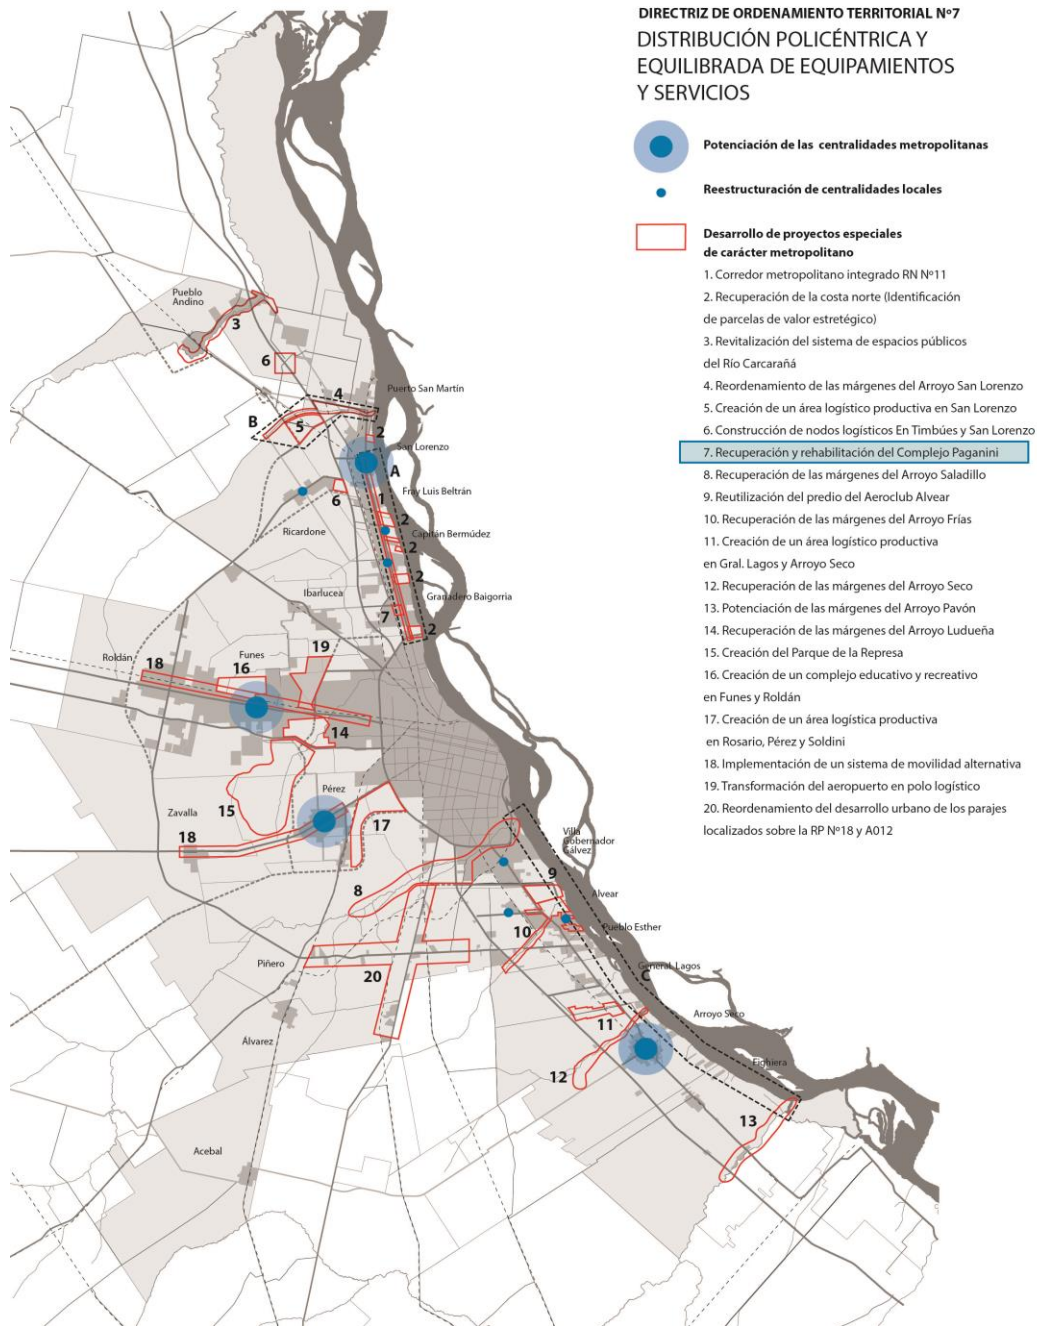 DIRECTRIZ DE ORDENAMIENTO TERRITORIAL Nº7
DISTRIBUCIÓN POLICÉNTRICA Y
EQUILIBRADA DE EQUIPAMIENTOS
Y SERVICIOS
Potenciación de las centralidades metropolitanas
Reestructuración de centralidades locales
Desarrollo de proyectos especiales
de carácter metropolitano
1. Corredor metropolitano integrado RN Nº11
2. Recuperación de la costa norte (Identificación
de parcelas de valor estretégico)
3. Revitalización del sistema de espacios públicos
del Río Carcarañá
4. Reordenamiento de las márgenes del Arroyo San Lorenzo
5. Creación de un área logístico productiva en San Lorenzo
6. Construcción de nodos logísticos En Timbúes y San Lorenzo
7. Recuperación y rehabilitación del Complejo Paganini
8. Recuperación de las márgenes del Arroyo Saladillo
9. Reutilización del predio del Aeroclub Alvear
10. Recuperación de las márgenes del Arroyo Frías
11. Creación de un área logístico productiva
en Gral. Lagos y Arroyo Seco
12. Recuperación de las márgenes del Arroyo Seco
13. Potenciación de las márgenes del Arroyo Pavón
14. Recuperación de las márgenes del Arroyo Ludueña
15. Creación del Parque de la Represa
16. Creación de un complejo educativo y recreativo
en Funes y Roldán
17. Creación de un área logística productiva
en Rosario, Pérez y Soldini
18. Implementación de un sistema de movilidad alternativa
19. Transformación del aeropuerto en polo logístico
20. Reordenamiento del desarrollo urbano de los parajes
localizados sobre la RP Nº18 y A012
Pueblo
Andino
3
6
4
Puerto San Martín
B
5
2
San Lorenzo
A
6
1
Fray Luis Beltrán
2
Ricardone
Capitán Bermúdez
2
2
Ibarlucea
Granadero Baigorria
7
2
19
Roldán
18
Funes
16
14
15
Pérez
Zavalla
17
18
Villa
Gobernador
Gálvez
8
9
Alvear
10
Pueblo Esther
Piñero
20
General Lagos
C
11
Arroyo Seco
Álvarez
12
Fighiera
13
Acebal